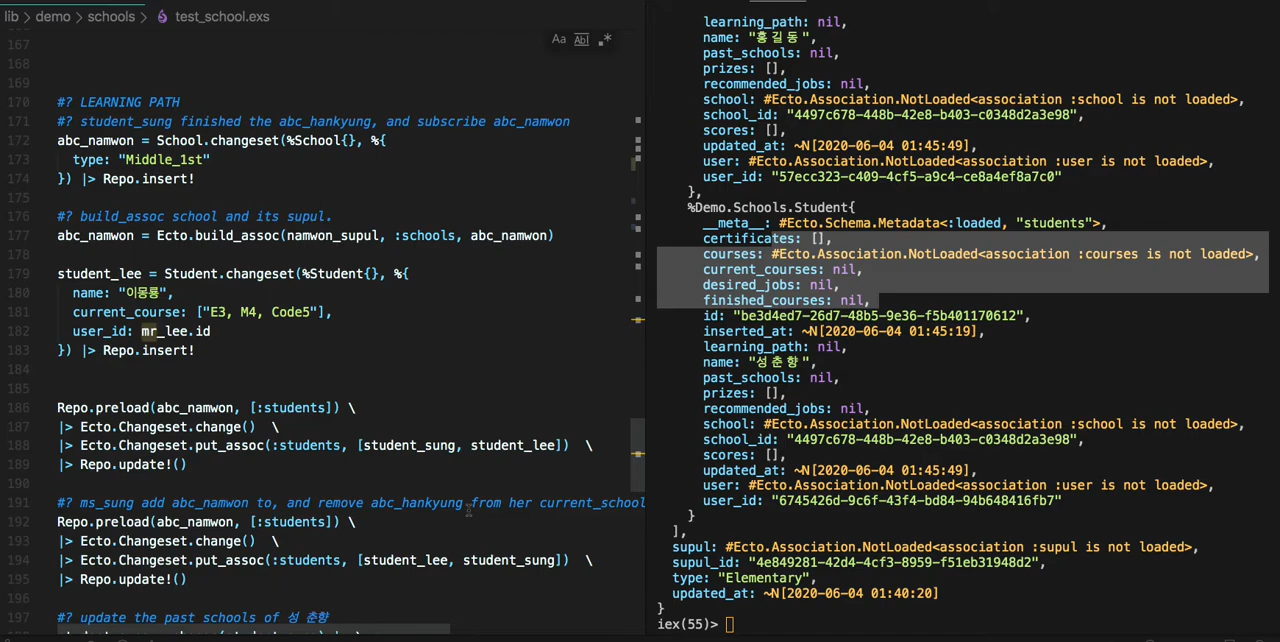 lib > demo > schools > test_school.exs
Aa Abl .*
167
168
169
170 #? LEARNING PATH
171 #? student_sung finished the abc_hankyung, and subscribe abc_namwon
172 abc_namwon = School.changeset(%School{}, %{
173 type: "Middle_1st"
174 }) |> Repo.insert!
175
176 #? build_assoc school and its supul.
177 abc_namwon = Ecto.build_assoc(namwon_supul, :schools, abc_namwon)
178
179 student_lee = Student.changeset(%Student{}, %{
180 name: "이몽룡",
181 current_course: ["E3, M4, Code5"],
182 user_id: mr_lee.id
183 }) |> Repo.insert!
184
185
186 Repo.preload(abc_namwon, [:students]) \
187 |> Ecto.Changeset.change() \
188 |> Ecto.Changeset.put_assoc(:students, [student_sung, student_lee]) \
189 |> Repo.update!()
190
191 #? ms_sung add abc_namwon to, and remove abc_hankyung from her current_school
192 Repo.preload(abc_namwon, [:students]) \
193 |> Ecto.Changeset.change() \
194 |> Ecto.Changeset.put_assoc(:students, [student_lee, student_sung]) \
195 |> Repo.update!()
196
197 #? update the past schools of 성 춘향
learning_path: nil,
name: "홍길동",
past_schools: nil,
prizes: [],
recommended_jobs: nil,
school: #Ecto.Association.NotLoaded<association :school is not loaded>,
school_id: "4497c678-448b-42e8-b403-c0348d2a3e98",
scores: [],
updated_at: ~N[2020-06-04 01:45:49],
user: #Ecto.Association.NotLoaded<association :user is not loaded>,
user_id: "57ecc323-c409-4cf5-a9c4-ce8a4ef8a7c0"
},
%Demo.Schools.Student{
__meta__: #Ecto.Schema.Metadata<:loaded, "students">,
certificates: [],
courses: #Ecto.Association.NotLoaded<association :courses is not loaded>,
current_courses: nil,
desired_jobs: nil,
finished_courses: nil,
id: "be3d4ed7-26d7-48b5-9e36-f5b401170612",
inserted_at: ~N[2020-06-04 01:45:19],
learning_path: nil,
name: "성춘향",
past_schools: nil,
prizes: [],
recommended_jobs: nil,
school: #Ecto.Association.NotLoaded<association :school is not loaded>,
school_id: "4497c678-448b-42e8-b403-c0348d2a3e98",
scores: [],
updated_at: ~N[2020-06-04 01:45:49],
user: #Ecto.Association.NotLoaded<association :user is not loaded>,
user_id: "6745426d-9c6f-43f4-bd84-94b648416fb7"
}
],
supul: #Ecto.Association.NotLoaded<association :supul is not loaded>,
supul_id: "4e849281-42d4-4cf3-8959-f51eb31948d2",
type: "Elementary",
updated_at: ~N[2020-06-04 01:40:20]
}
iex(55)>